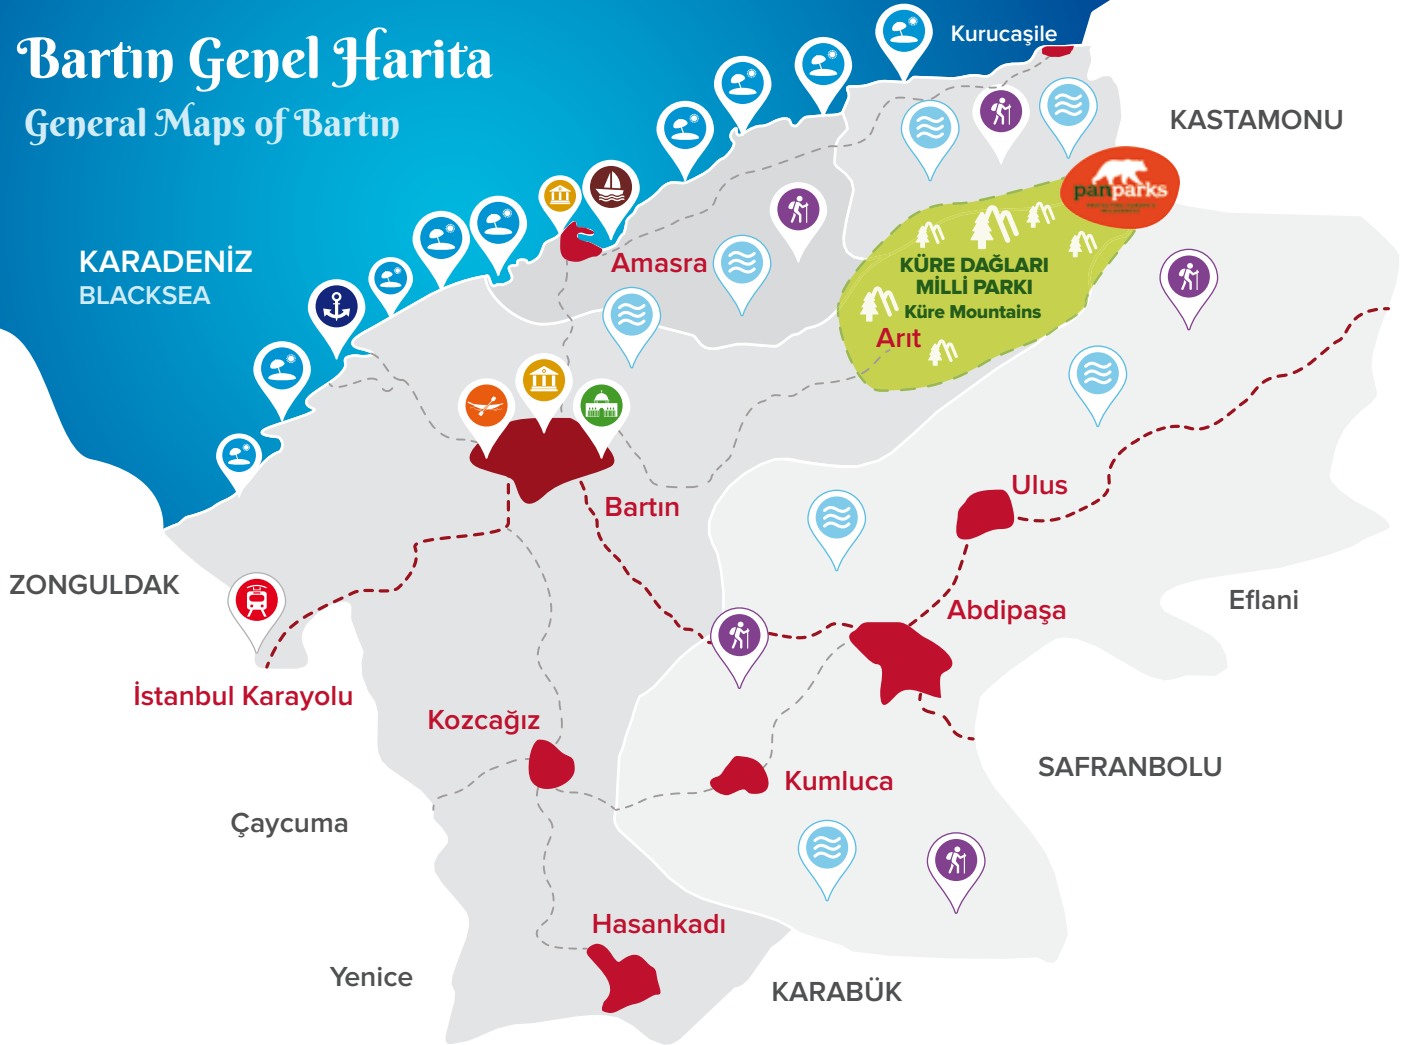 Bartın Genel Harita
General Maps of Bartın
Kurucaşile
KASTAMONU
panparks
KARADENİZ
BLACKSEA
Amasra
KÜRE DAĞLARI
MİLLİ PARKI
Küre Mountains
Arıt
Bartın
Ulus
ZONGULDAK
Eflani
Abdipaşa
İstanbul Karayolu
Kozcağız
SAFRANBOLU
Kumluca
Çaycuma
Hasankadı
Yenice
KARABÜK